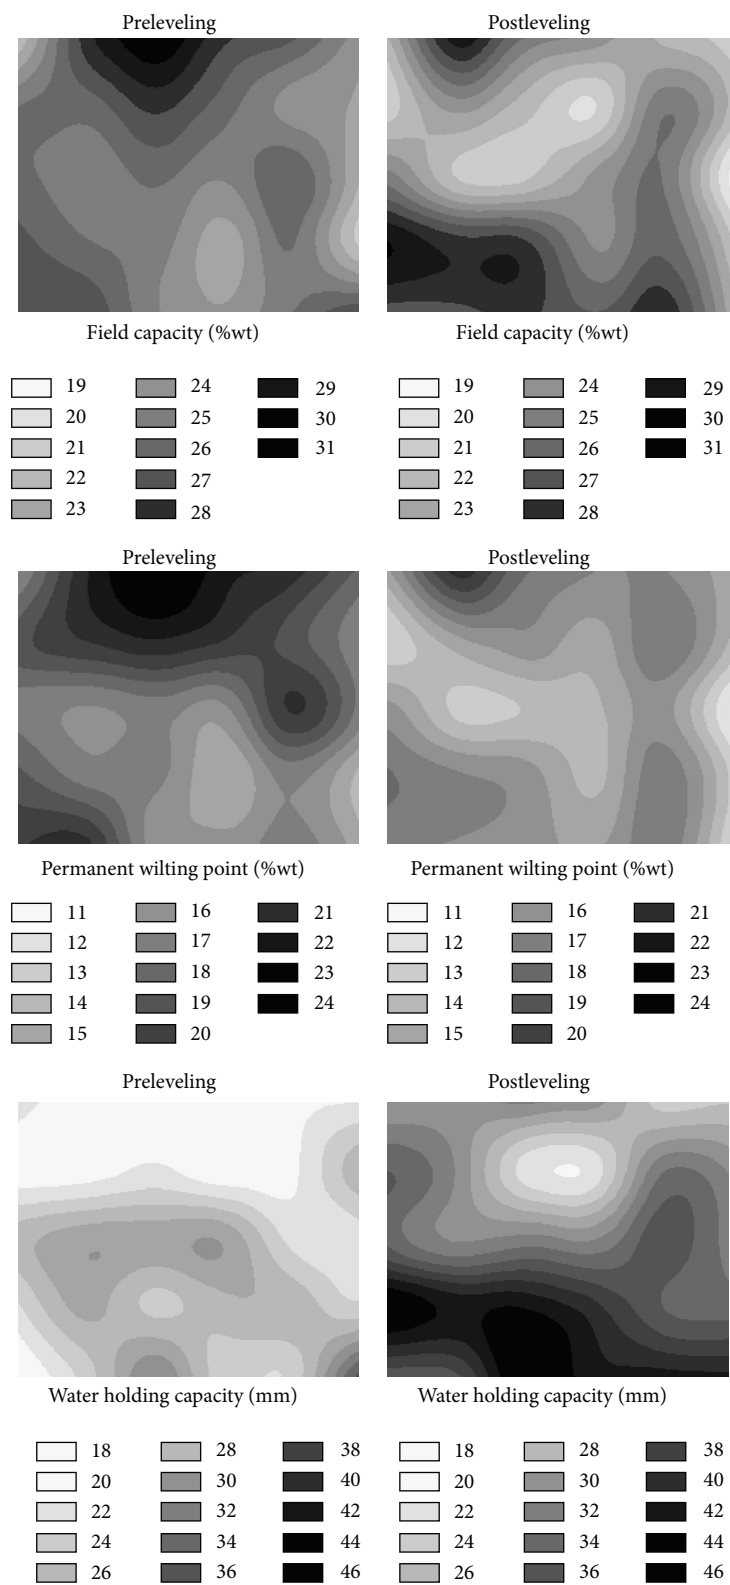 Preleveling Postleveling
Field capacity (%wt) Field capacity (%wt)
19 24 29 19 24 29
20 25 30 20 25 30
21 26 31 21 26 31
22 27 22 27
23 28 23 28
Preleveling Postleveling
Permanent wilting point (%wt) Permanent wilting point (%wt)
11 16 21 11 16 21
12 17 22 12 17 22
13 18 23 13 18 23
14 19 24 14 19 24
15 20 15 20
Preleveling Postleveling
Water holding capacity (mm) Water holding capacity (mm)
18 28 38 18 28 38
20 30 40 20 30 40
22 32 42 22 32 42
24 34 44 24 34 44
26 36 46 26 36 46